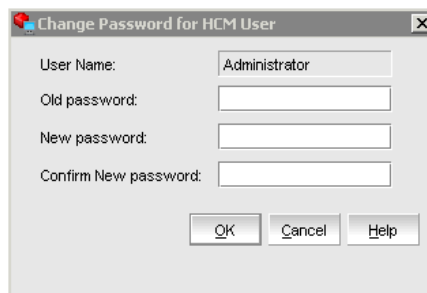 Change Password for HCM User
User Name: Administrator
Old password:
New password:
Confirm New password:
OK Cancel Help